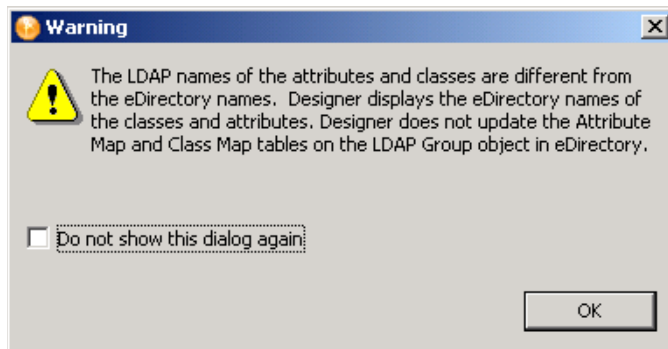 Warning
The LDAP names of the attributes and classes are different from
the eDirectory names. Designer displays the eDirectory names of
the classes and attributes. Designer does not update the Attribute
Map and Class Map tables on the LDAP Group object in eDirectory.
Do not show this dialog again
OK